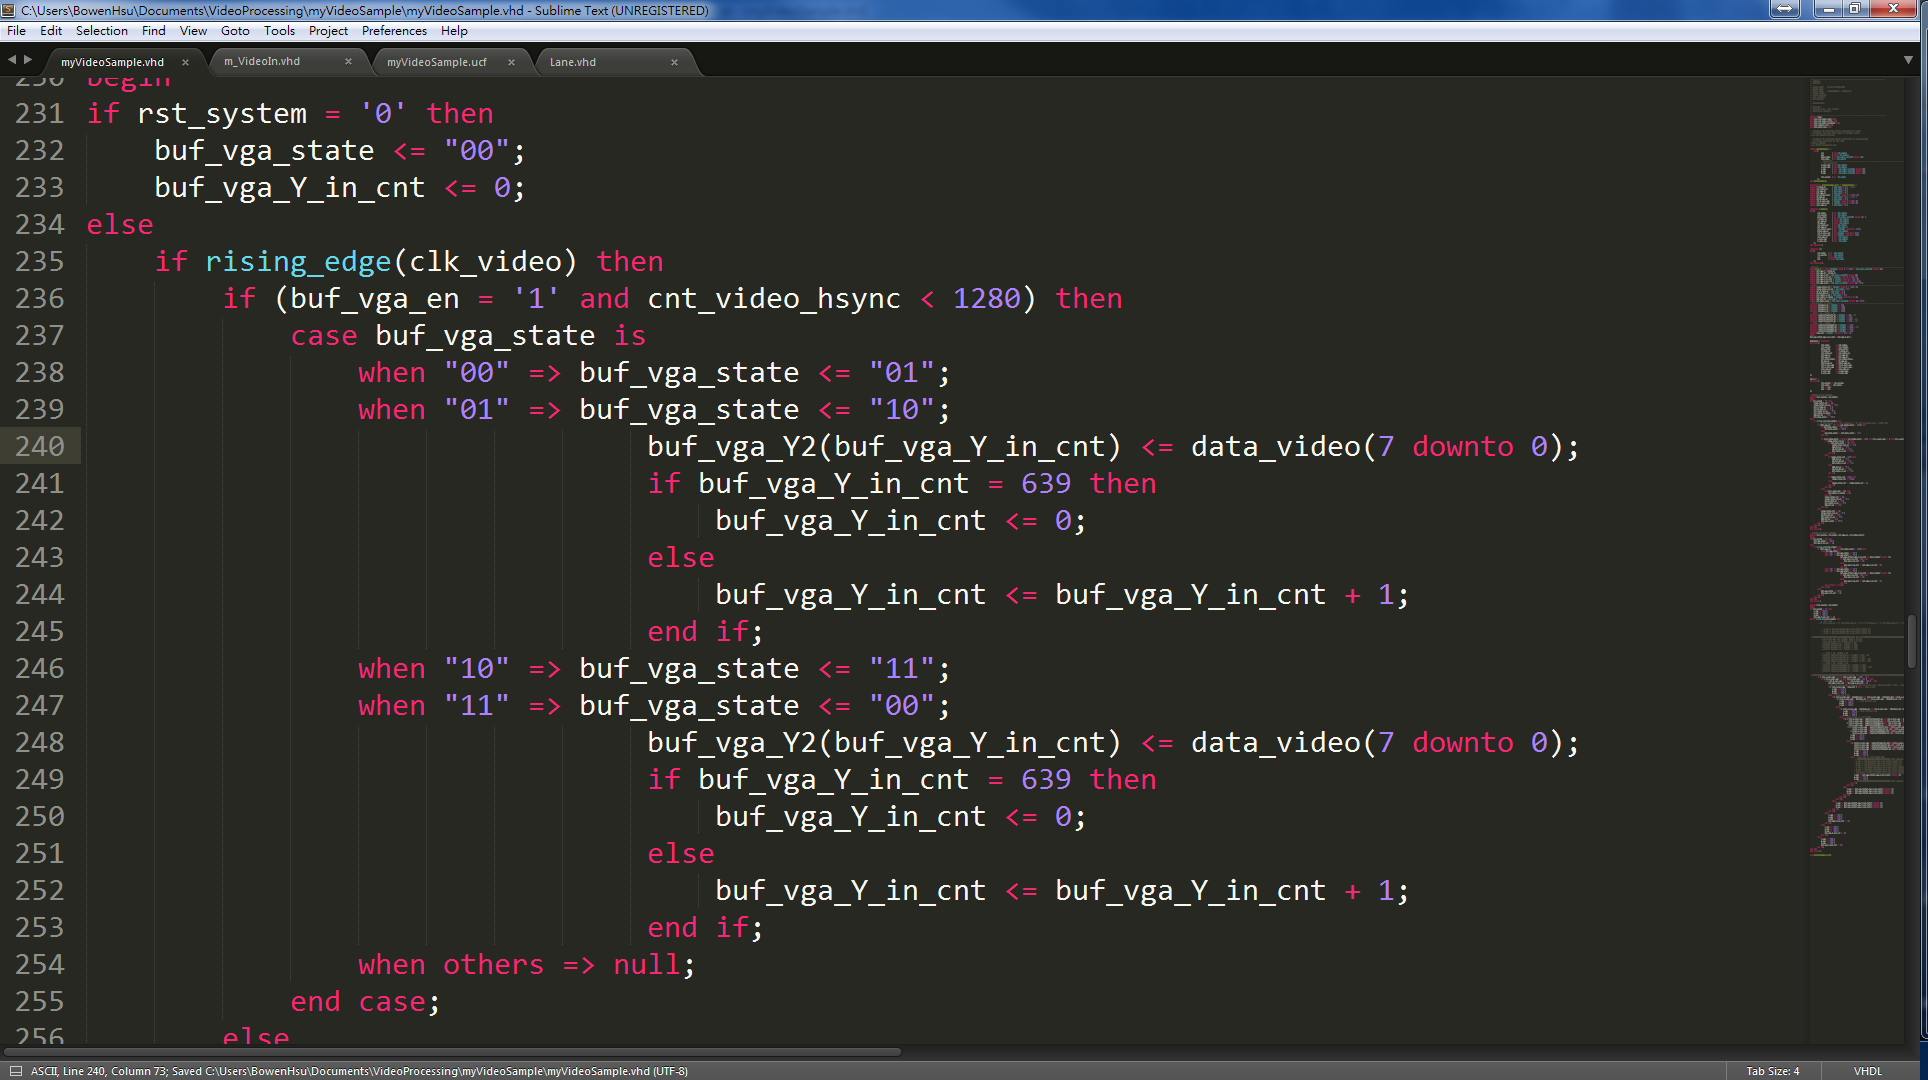 C:\Users\BowenHsu\Documents\VideoProcessing\myVideoSample\myVideoSample.vhd - Sublime Text (UNREGISTERED)
File Edit Selection Find View Goto Tools Project Preferences Help
myVideoSample.vhd m_VideoIn.vhd myVideoSample.ucf Lane.vhd
230 begin
231 if rst_system = '0' then
232 buf_vga_state <= "00";
233 buf_vga_Y_in_cnt <= 0;
234 else
235 if rising_edge(clk_video) then
236 if (buf_vga_en = '1' and cnt_video_hsync < 1280) then
237 case buf_vga_state is
238 when "00" => buf_vga_state <= "01";
239 when "01" => buf_vga_state <= "10";
240 buf_vga_Y2(buf_vga_Y_in_cnt) <= data_video(7 downto 0);
241 if buf_vga_Y_in_cnt = 639 then
242 buf_vga_Y_in_cnt <= 0;
243 else
244 buf_vga_Y_in_cnt <= buf_vga_Y_in_cnt + 1;
245 end if;
246 when "10" => buf_vga_state <= "11";
247 when "11" => buf_vga_state <= "00";
248 buf_vga_Y2(buf_vga_Y_in_cnt) <= data_video(7 downto 0);
249 if buf_vga_Y_in_cnt = 639 then
250 buf_vga_Y_in_cnt <= 0;
251 else
252 buf_vga_Y_in_cnt <= buf_vga_Y_in_cnt + 1;
253 end if;
254 when others => null;
255 end case;
256 else
ASCII, Line 240, Column 73; Saved C:\Users\BowenHsu\Documents\VideoProcessing\myVideoSample\myVideoSample.vhd (UTF-8) Tab Size: 4 VHDL